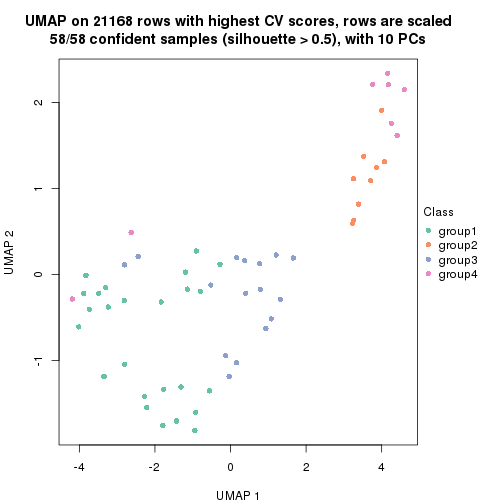 UMAP on 21168 rows with highest CV scores, rows are scaled
58/58 confident samples (silhouette > 0.5), with 10 PCs
2
1
0
-1
UMAP 2
-4
-2
0
2
4
UMAP 1
Class
group1
group2
group3
group4